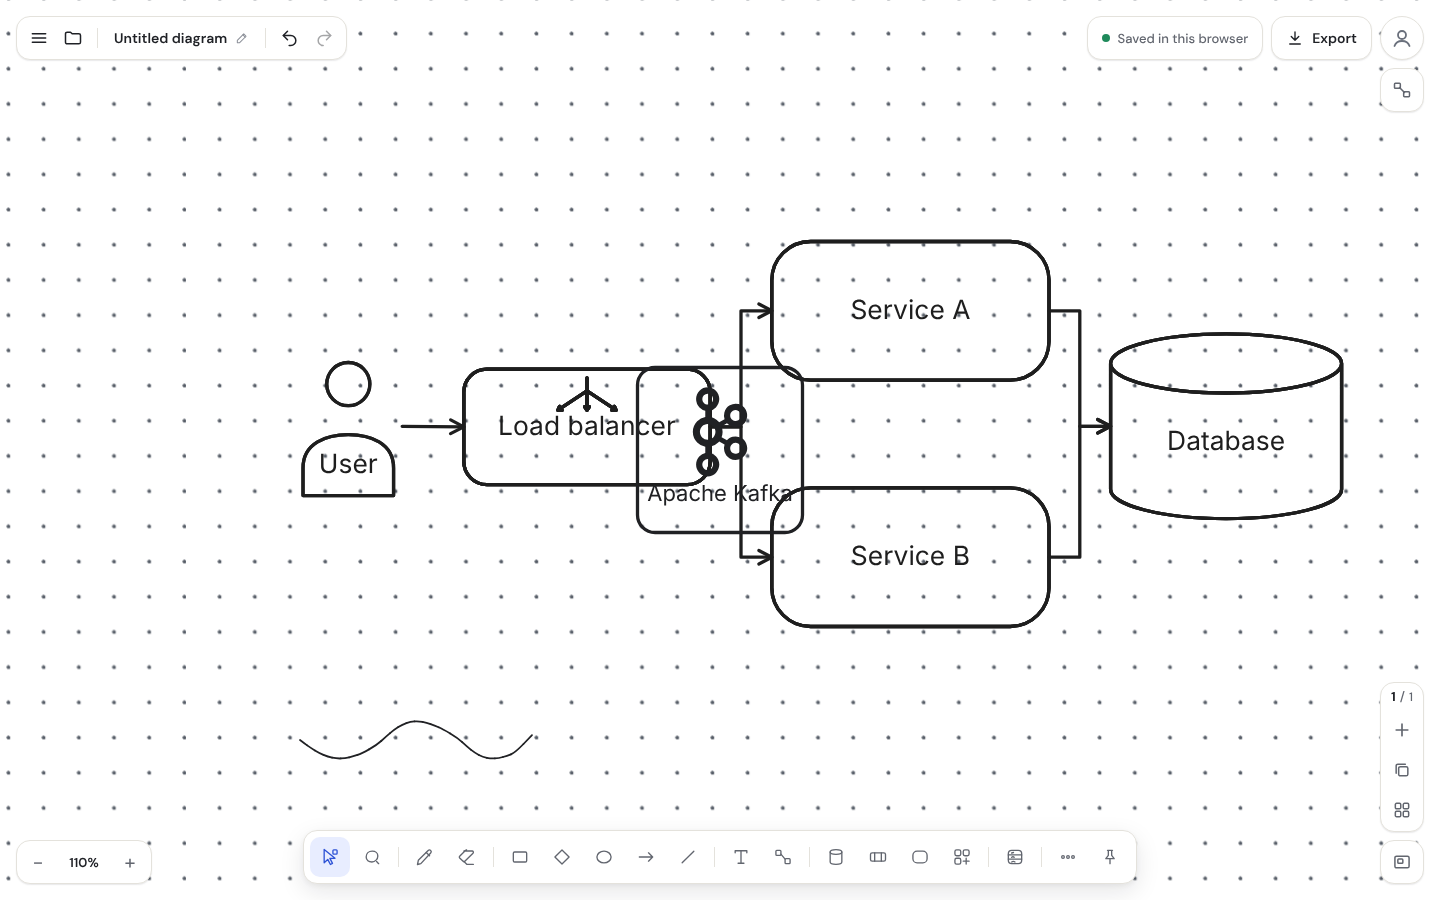 Untitled diagram
Saved in this browser
Export
Service A
Load balancer
User
Database
Apache Kafka
Service B
1 / 1
110%